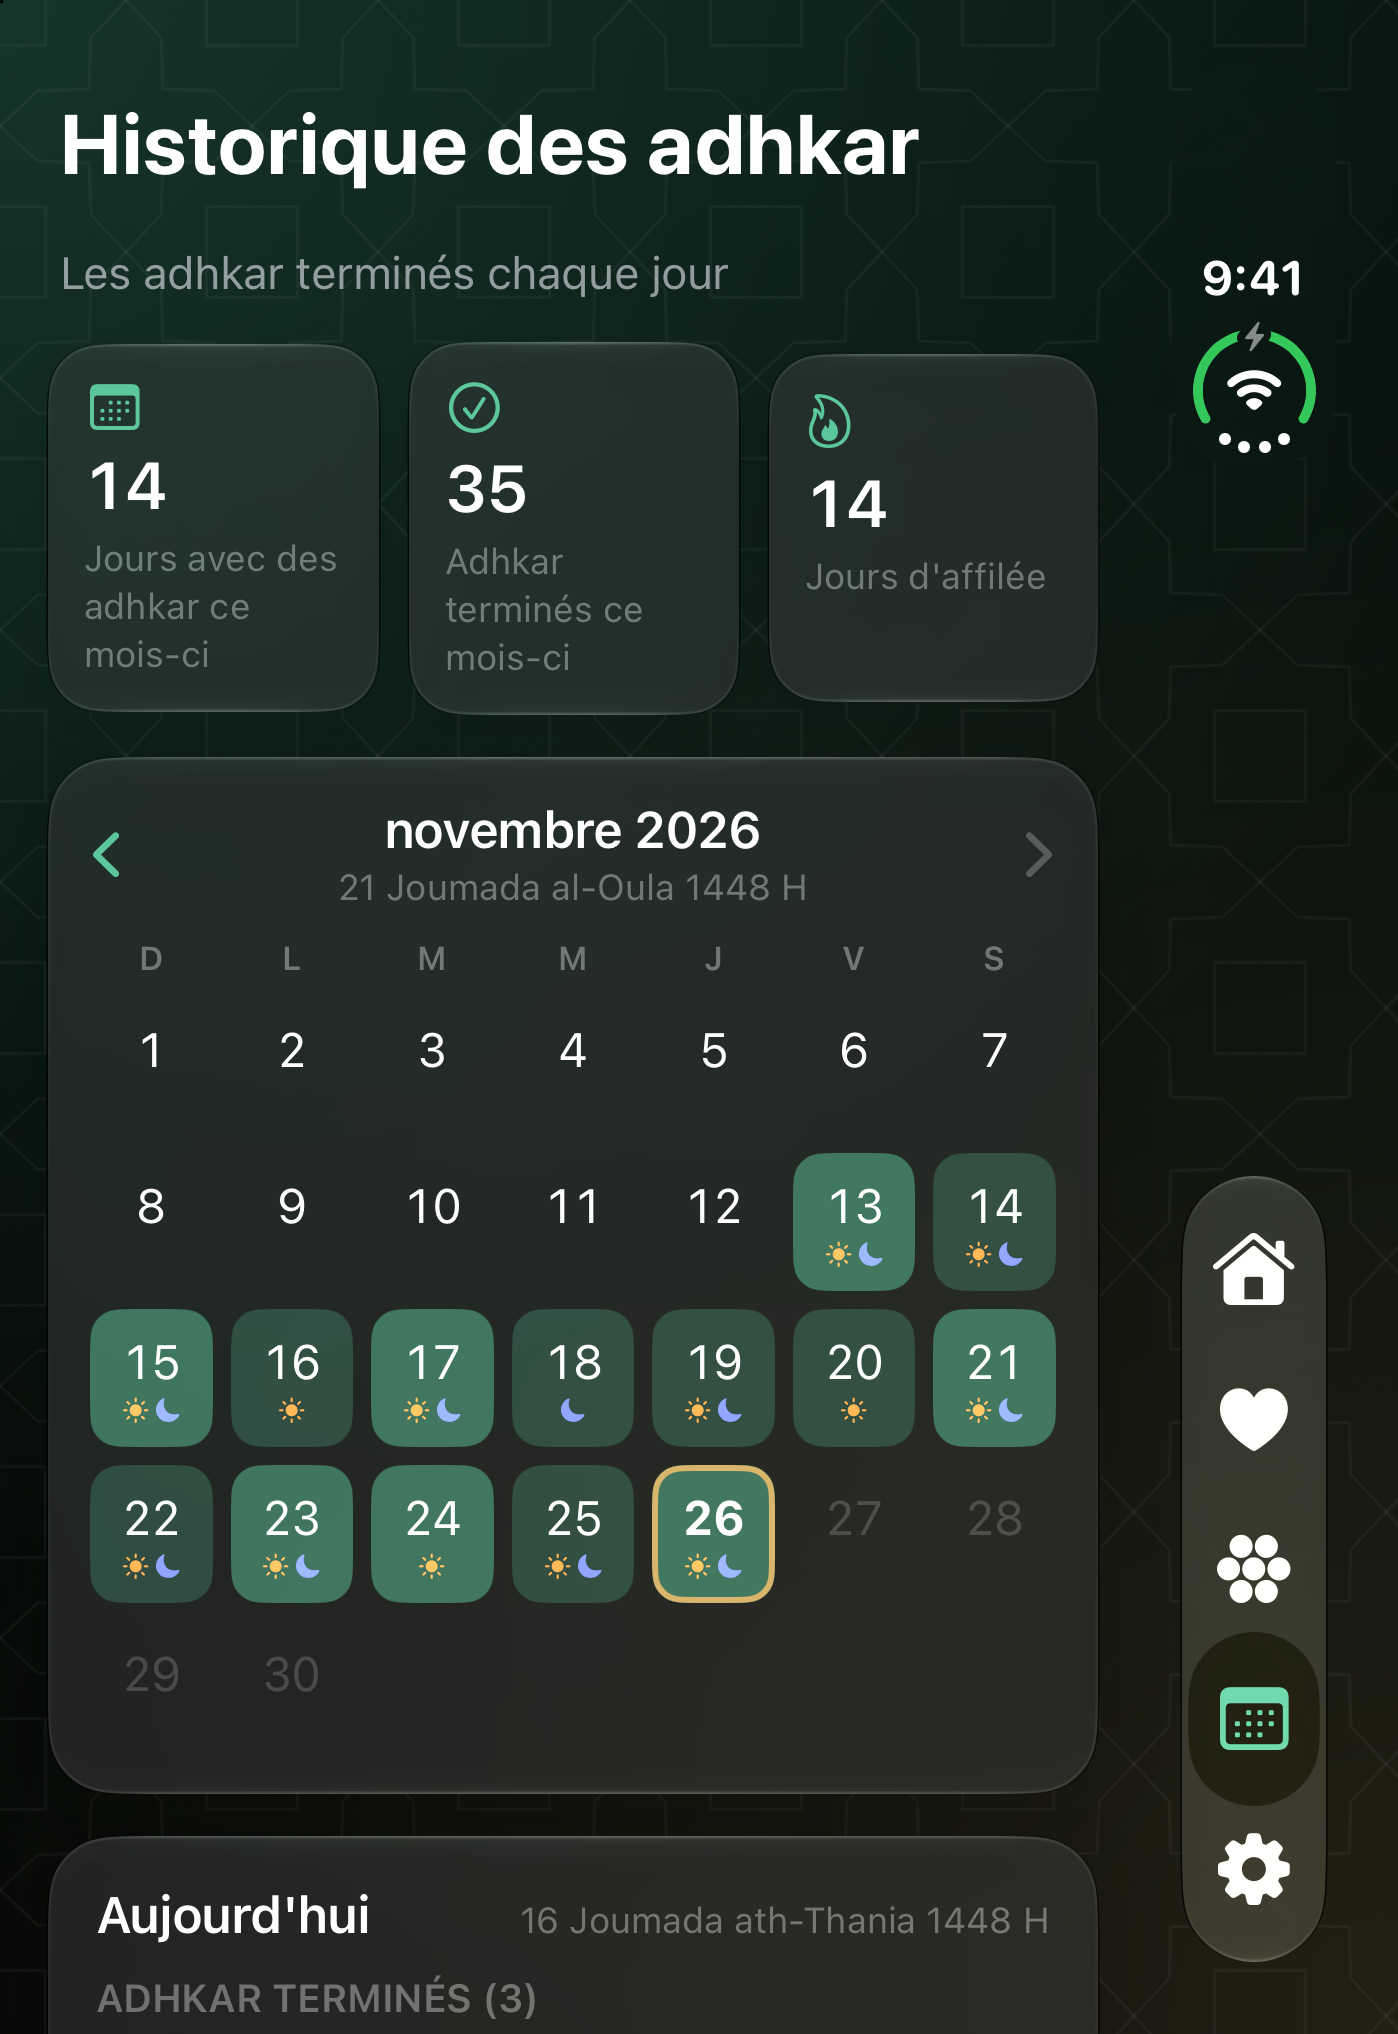 Historique des adhkar
Les adhkar terminés chaque jour
9:41
14
Jours avec des
adhkar ce
mois-ci
35
Adhkar
terminés ce
mois-ci
14
Jours d'affilée
novembre 2026
21 Joumada al-Oula 1448 H
D L M M J V S
1 2 3 4 5 6 7
8 9 10 11 12 13 14
15 16 17 18 19 20 21
22 23 24 25 26 27 28
29 30
Aujourd'hui
16 Joumada ath-Thania 1448 H
ADHKAR TERMINÉS (3)